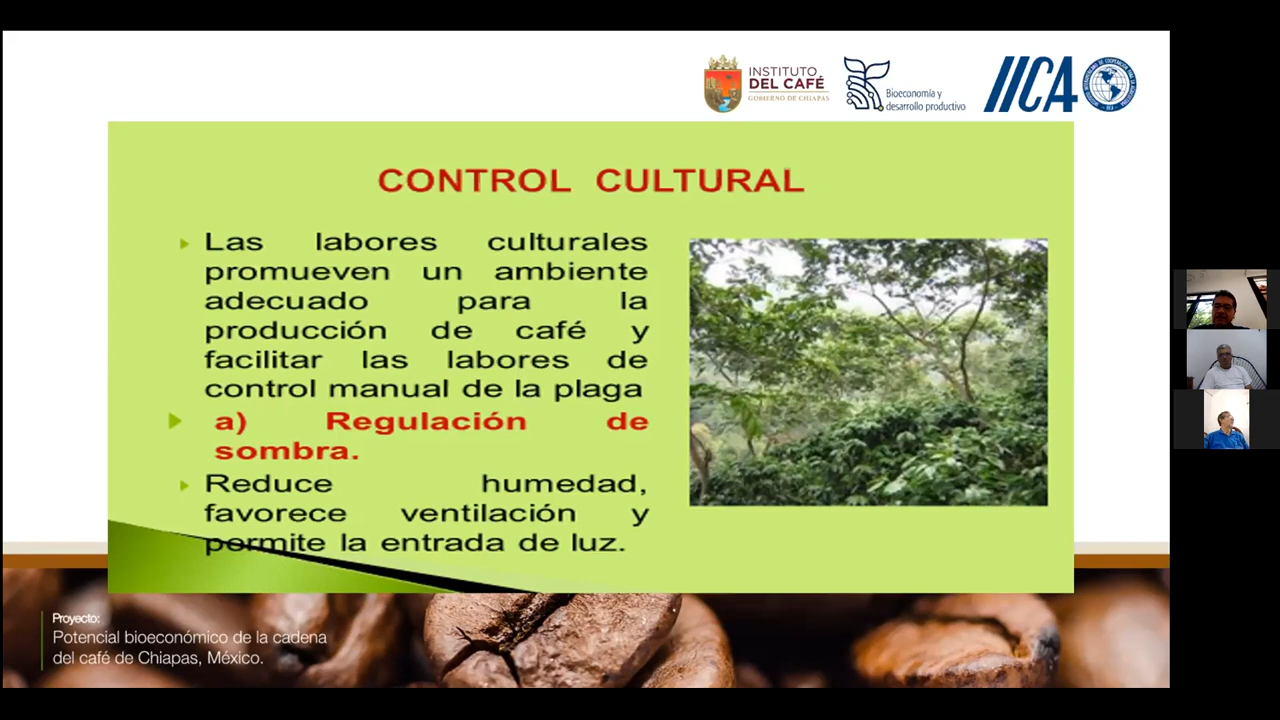 INSTITUTO
DEL CAFÉ
GOBIERNO DE CHIAPAS
Bioeconomía y
desarrollo productivo
IICA
CONTROL CULTURAL
Las labores culturales
promueven un ambiente
adecuado para la
producción de café y
facilitar las labores de
control manual de la plaga
a) Regulación de
sombra.
Reduce humedad,
favorece ventilación y
permite la entrada de luz.
Proyecto:
Potencial bioeconómico de la cadena
del café de Chiapas, México.